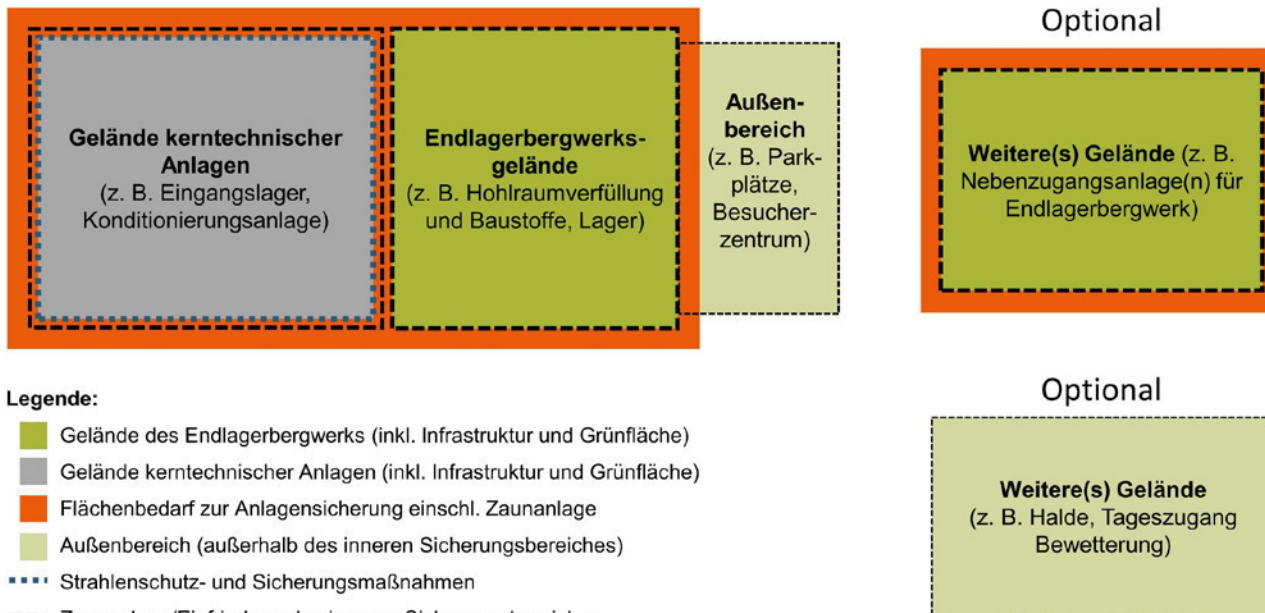 Optional
Gelände kerntechnischer
Anlagen
(z. B. Eingangslager,
Konditionierungsanlage)
Endlagerbergwerks-
gelände
(z. B. Hohlraumverfüllung
und Baustoffe, Lager)
Außen-
bereich
(z. B. Park-
plätze,
Besucher-
zentrum)
Weitere(s) Gelände (z. B.
Nebenzugangsanlage(n) für
Endlagerbergwerk)
Optional
Weitere(s) Gelände
(z. B. Halde, Tageszugang
Bewetterung)
Legende:
Gelände des Endlagerbergwerks (inkl. Infrastruktur und Grünfläche)
Gelände kerntechnischer Anlagen (inkl. Infrastruktur und Grünfläche)
Flächenbedarf zur Anlagensicherung einschl. Zaunanlage
Außenbereich (außerhalb des inneren Sicherungsbereiches)
Strahlenschutz- und Sicherungsmaßnahmen